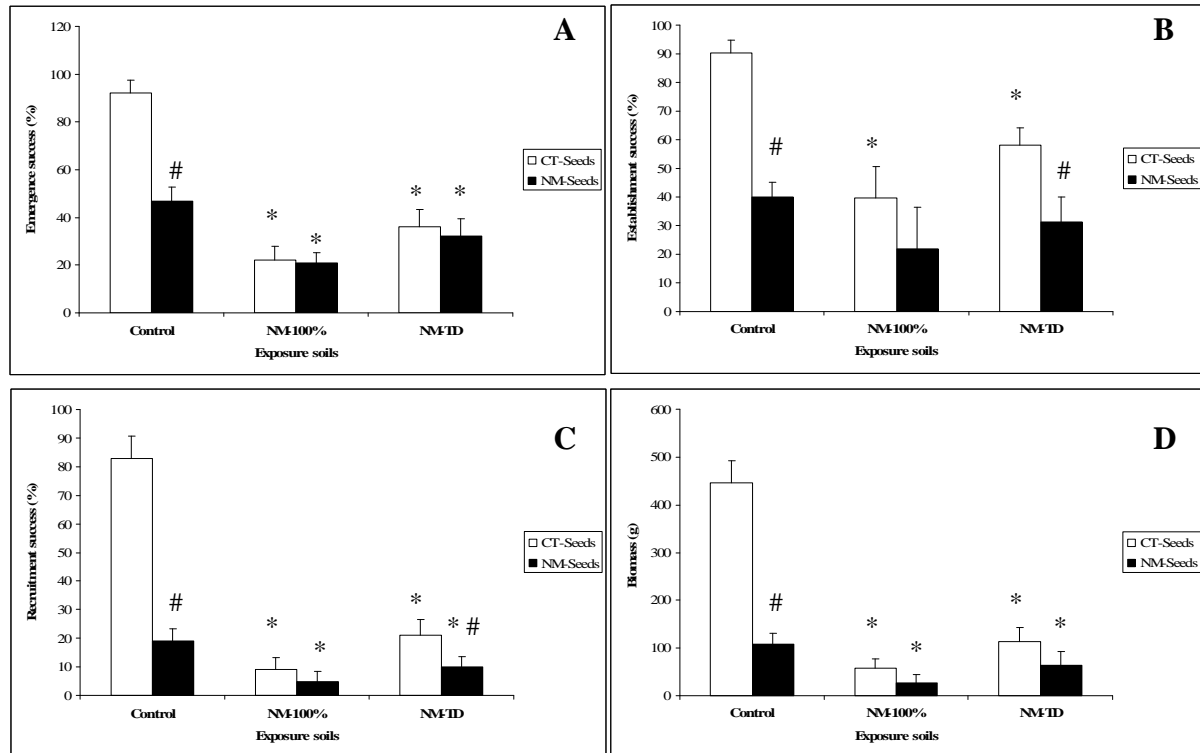 A
Emergence success (%)
120
100
80
60
40
20
0
#
*
*
*
*
Control
NM-100%
NM-TD
Exposure soils
CT-Seeds
NM-Seeds
B
Establishment success (%)
100
90
80
70
60
50
40
30
20
10
0
#
*
*
#
Control
NM-100%
NM-TD
Exposure soils
CT-Seeds
NM-Seeds
C
Recruitment success (%)
100
90
80
70
60
50
40
30
20
10
0
#
*
*
*
* #
Control
NM-100%
NM-TD
Exposure soils
CT-Seeds
NM-Seeds
D
Biomass (g)
600
500
400
300
200
100
0
#
*
*
*
*
Control
NM-100%
NM-TD
Exposure soils
CT-Seeds
NM-Seeds